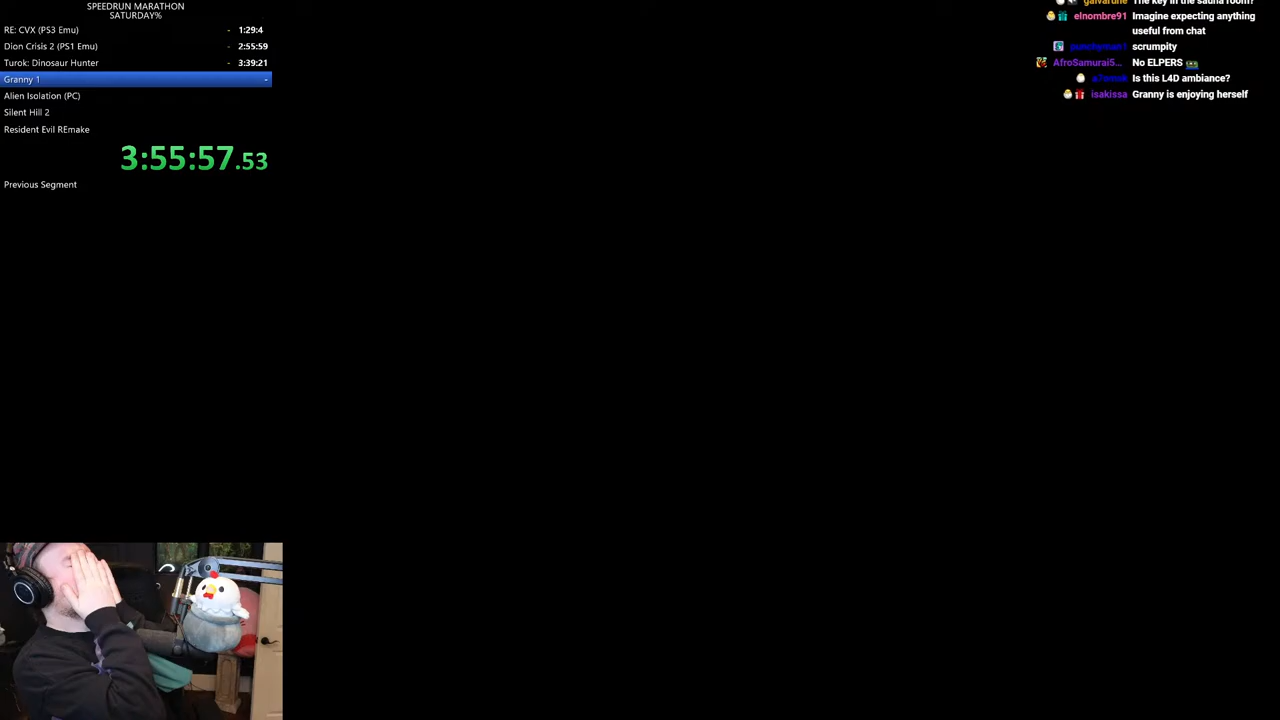 SPEEDRUN MARATHON
SATURDAY%
RE: CVX (PS3 Emu) - 1:29:4
Dion Crisis 2 (PS1 Emu) - 2:55:59
Turok: Dinosaur Hunter - 3:39:21
Granny 1 -
Alien Isolation (PC)
Silent Hill 2
Resident Evil REmake
3:55:57.53
Previous Segment
The key in the sauna room?
elnombre91 Imagine expecting anything
useful from chat
scrumpity
AfroSamurai5... No ELPERS
Is this L4D ambiance?
isakissa Granny is enjoying herself